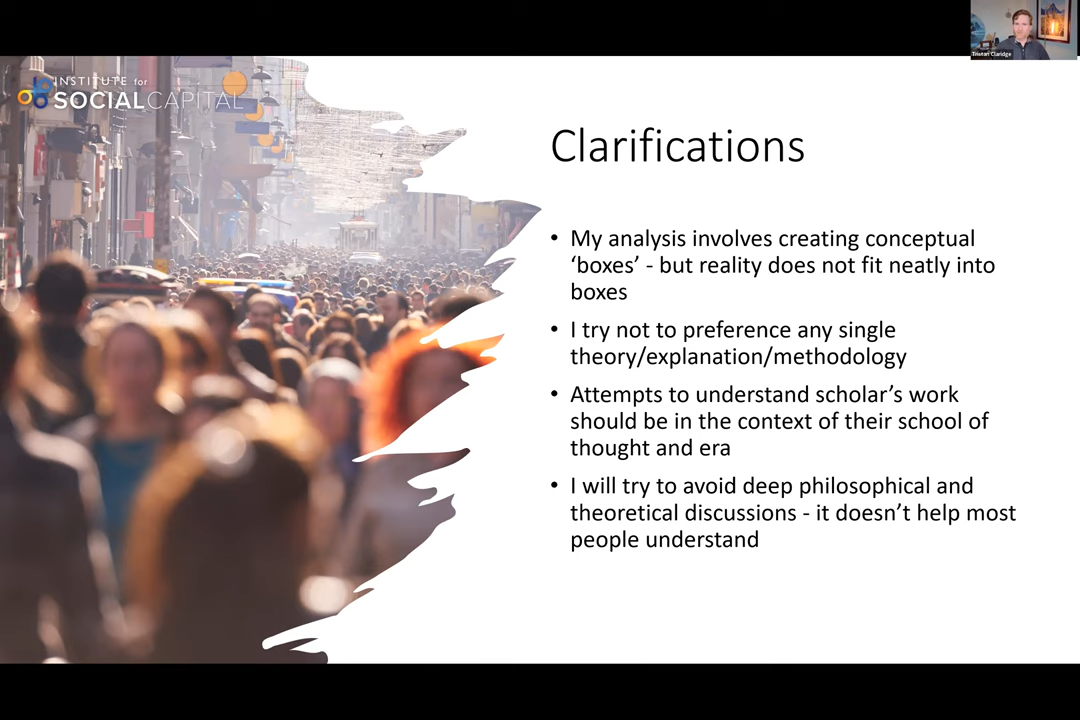 Tristan Claridge
INSTITUTE for
SOCIALCAPITAL
Clarifications
• My analysis involves creating conceptual
‘boxes’ - but reality does not fit neatly into
boxes
• I try not to preference any single
theory/explanation/methodology
• Attempts to understand scholar’s work
should be in the context of their school of
thought and era
• I will try to avoid deep philosophical and
theoretical discussions - it doesn’t help most
people understand